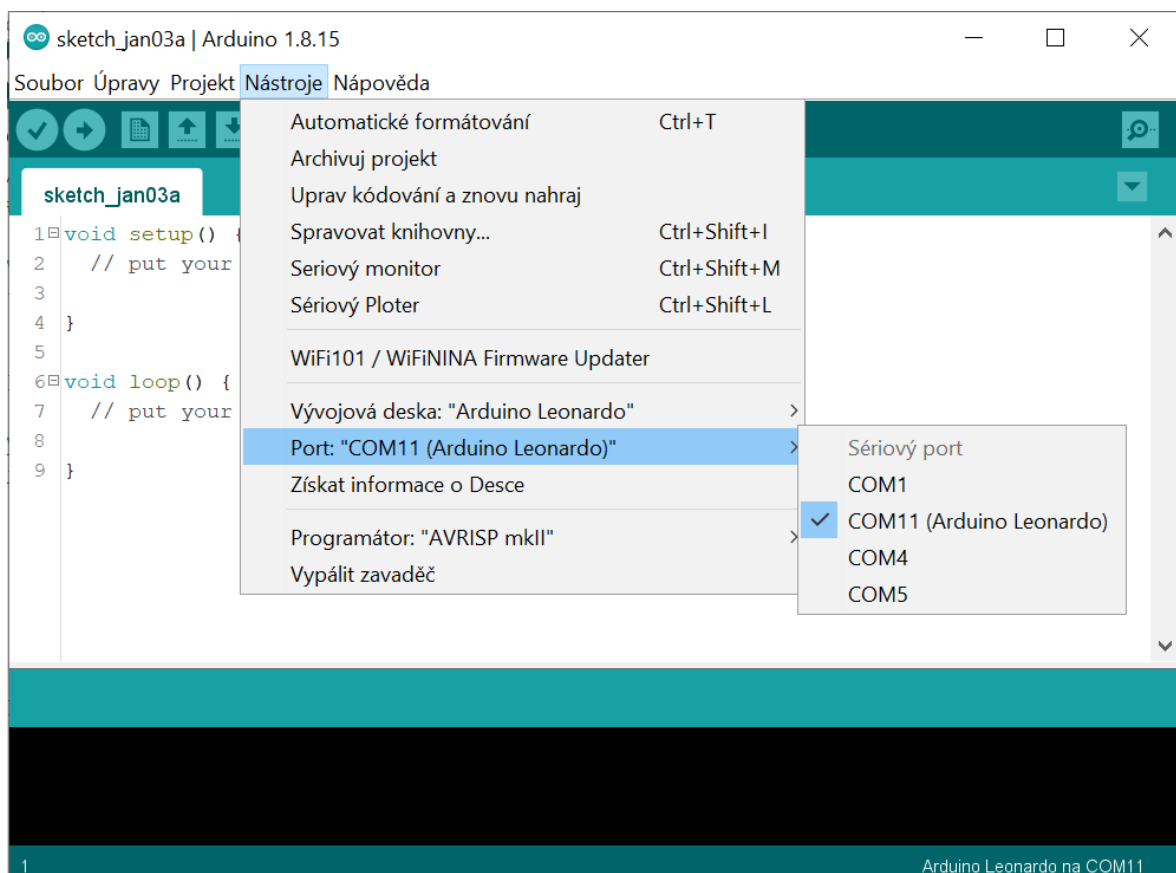 sketch_jan03a | Arduino 1.8.15
Soubor Úpravy Projekt Nástroje Nápověda
sketch_jan03a
1 void setup() {
2 // put your
3
4 }
5
6 void loop() {
7 // put your
8
9 }
Automatické formátování Ctrl+T
Archivuj projekt
Uprav kódování a znovu nahraj
Spravovat knihovny... Ctrl+Shift+I
Seriový monitor Ctrl+Shift+M
Sériový Ploter Ctrl+Shift+L
WiFi101 / WiFiNINA Firmware Updater
Vývojová deska: "Arduino Leonardo"
Port: "COM11 (Arduino Leonardo)"
Získat informace o Desce
Programátor: "AVRISP mkII"
Vypálit zavaděč
Sériový port
COM1
COM11 (Arduino Leonardo)
COM4
COM5
1 Arduino Leonardo na COM11